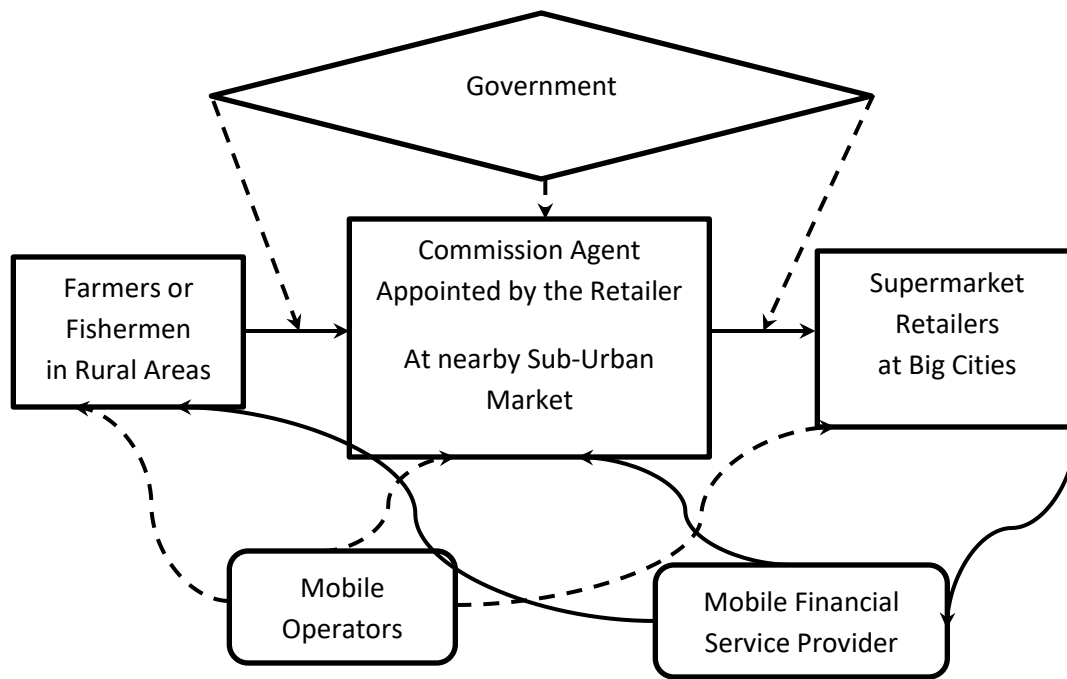 Government
Commission Agent
Appointed by the Retailer
At nearby Sub-Urban
Market
Farmers or
Fishermen
in Rural Areas
Supermarket
Retailers
at Big Cities
Mobile
Operators
Mobile Financial
Service Provider